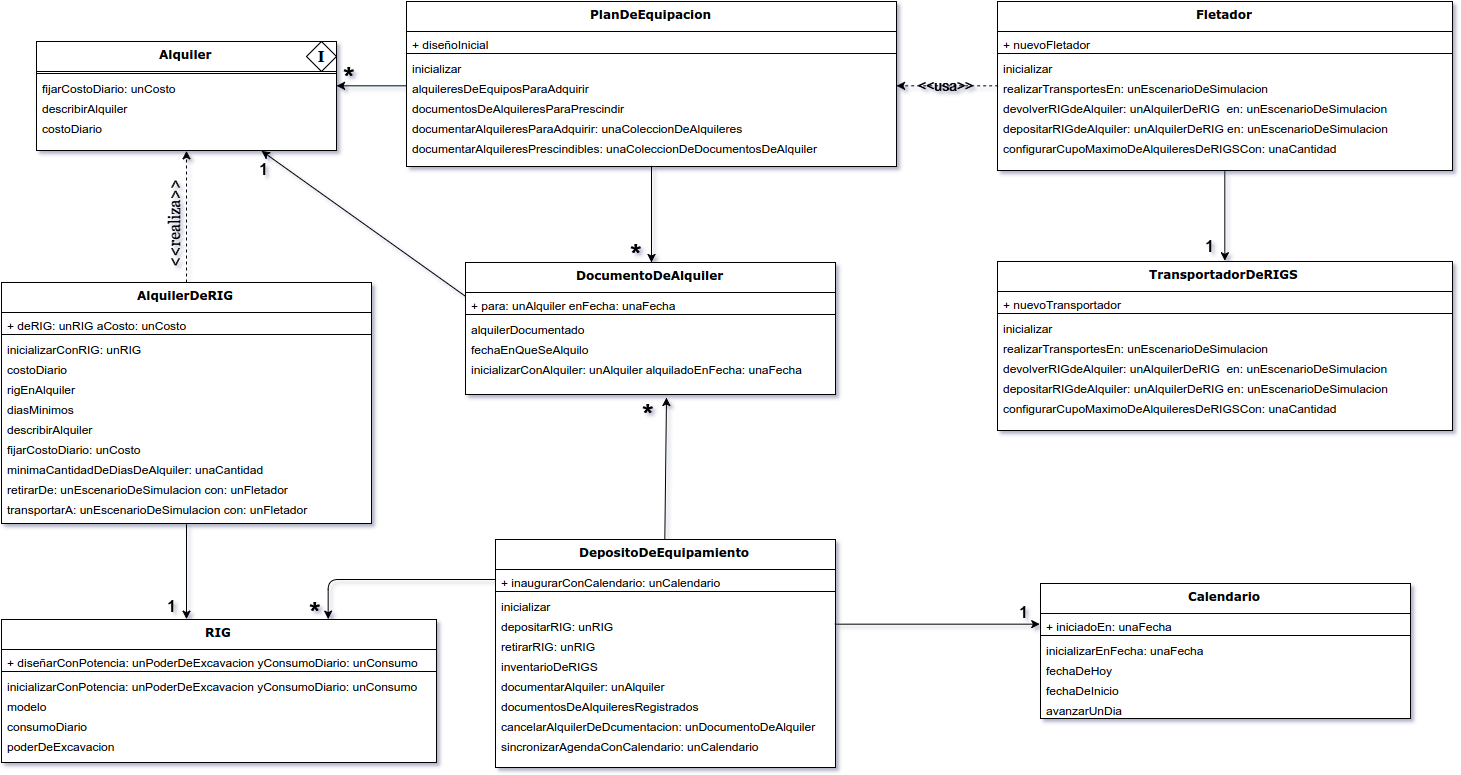 PlanDeEquipacion
+ diseñoInicial
inicializar
alquileresDeEquiposParaAdquirir
documentosDeAlquileresParaPrescindir
documentarAlquileresParaAdquirir: unaColeccionDeAlquileres
documentarAlquileresPrescindibles: unaColeccionDeDocumentosDeAlquiler
Fletador
+ nuevoFletador
inicializar
realizarTransportesEn: unEscenarioDeSimulacion
devolverRIGdeAlquiler: unAlquilerDeRIG en: unEscenarioDeSimulacion
depositarRIGdeAlquiler: unAlquilerDeRIG en: unEscenarioDeSimulacion
configurarCupoMaximoDeAlquileresDeRIGSCon: unaCantidad
<<usa>>
Alquiler
I
fijarCostoDiario: unCosto
describirAlquiler
costoDiario
*
1
<<realiza>>
*
1
DocumentoDeAlquiler
+ para: unAlquiler enFecha: unaFecha
alquilerDocumentado
fechaEnQueSeAlquilo
inicializarConAlquiler: unAlquiler alquiladoEnFecha: unaFecha
*
TransportadorDeRIGS
+ nuevoTransportador
inicializar
realizarTransportesEn: unEscenarioDeSimulacion
devolverRIGdeAlquiler: unAlquilerDeRIG en: unEscenarioDeSimulacion
depositarRIGdeAlquiler: unAlquilerDeRIG en: unEscenarioDeSimulacion
configurarCupoMaximoDeAlquileresDeRIGSCon: unaCantidad
AlquilerDeRIG
+ deRIG: unRIG aCosto: unCosto
inicializarConRIG: unRIG
costoDiario
rigEnAlquiler
diasMinimos
describirAlquiler
fijarCostoDiario: unCosto
minimaCantidadDeDiasDeAlquiler: unaCantidad
retirarDe: unEscenarioDeSimulacion con: unFletador
transportarA: unEscenarioDeSimulacion con: unFletador
1
*
RIG
+ diseñarConPotencia: unPoderDeExcavacion yConsumoDiario: unConsumo
inicializarConPotencia: unPoderDeExcavacion yConsumoDiario: unConsumo
modelo
consumoDiario
poderDeExcavacion
DepositoDeEquipamiento
+ inaugurarConCalendario: unCalendario
inicializar
depositarRIG: unRIG
retirarRIG: unRIG
inventarioDeRIGS
documentarAlquiler: unAlquiler
documentosDeAlquileresRegistrados
cancelarAlquilerDeDcumentacion: unDocumentoDeAlquiler
sincronizarAgendaConCalendario: unCalendario
1
Calendario
+ iniciadoEn: unaFecha
inicializarEnFecha: unaFecha
fechaDeHoy
fechaDeInicio
avanzarUnDia